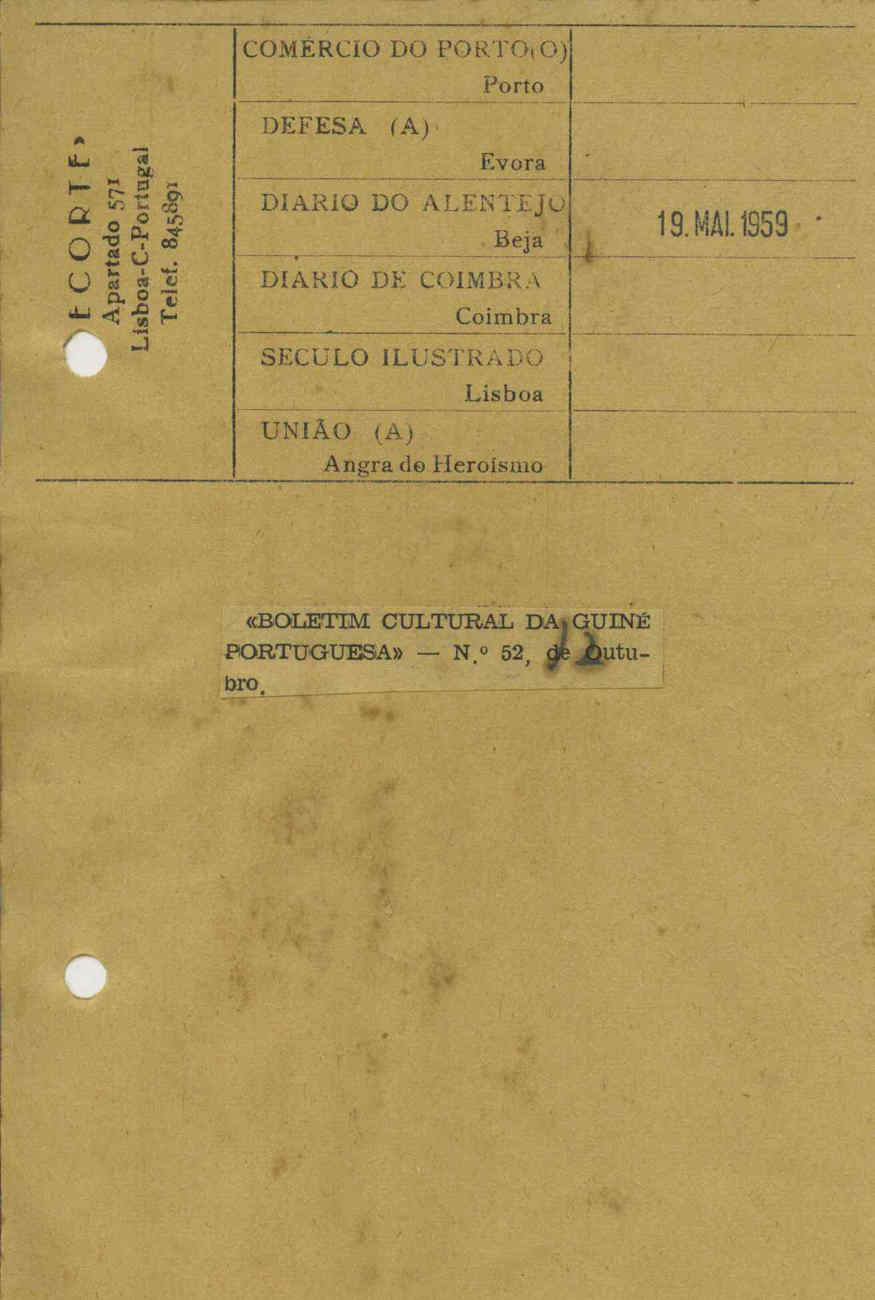 ECORTE»
Apartado 571
Lisboa-C-Portugal
Telef. 845891
COMÉRCIO DO PORTO (O)
Porto
DEFESA (A)
Evora
DIARIO DO ALENTEJO
Beja
19. MAI. 1959
DIÁRIO DE COIMBRA
Coimbra
SECULO ILUSTRADO
Lisboa
UNIÃO (A)
Angra do Heroísmo
«BOLETIM CULTURAL DA GUINÉ
PORTUGUESA» — N.º 52, de Outu-
bro.